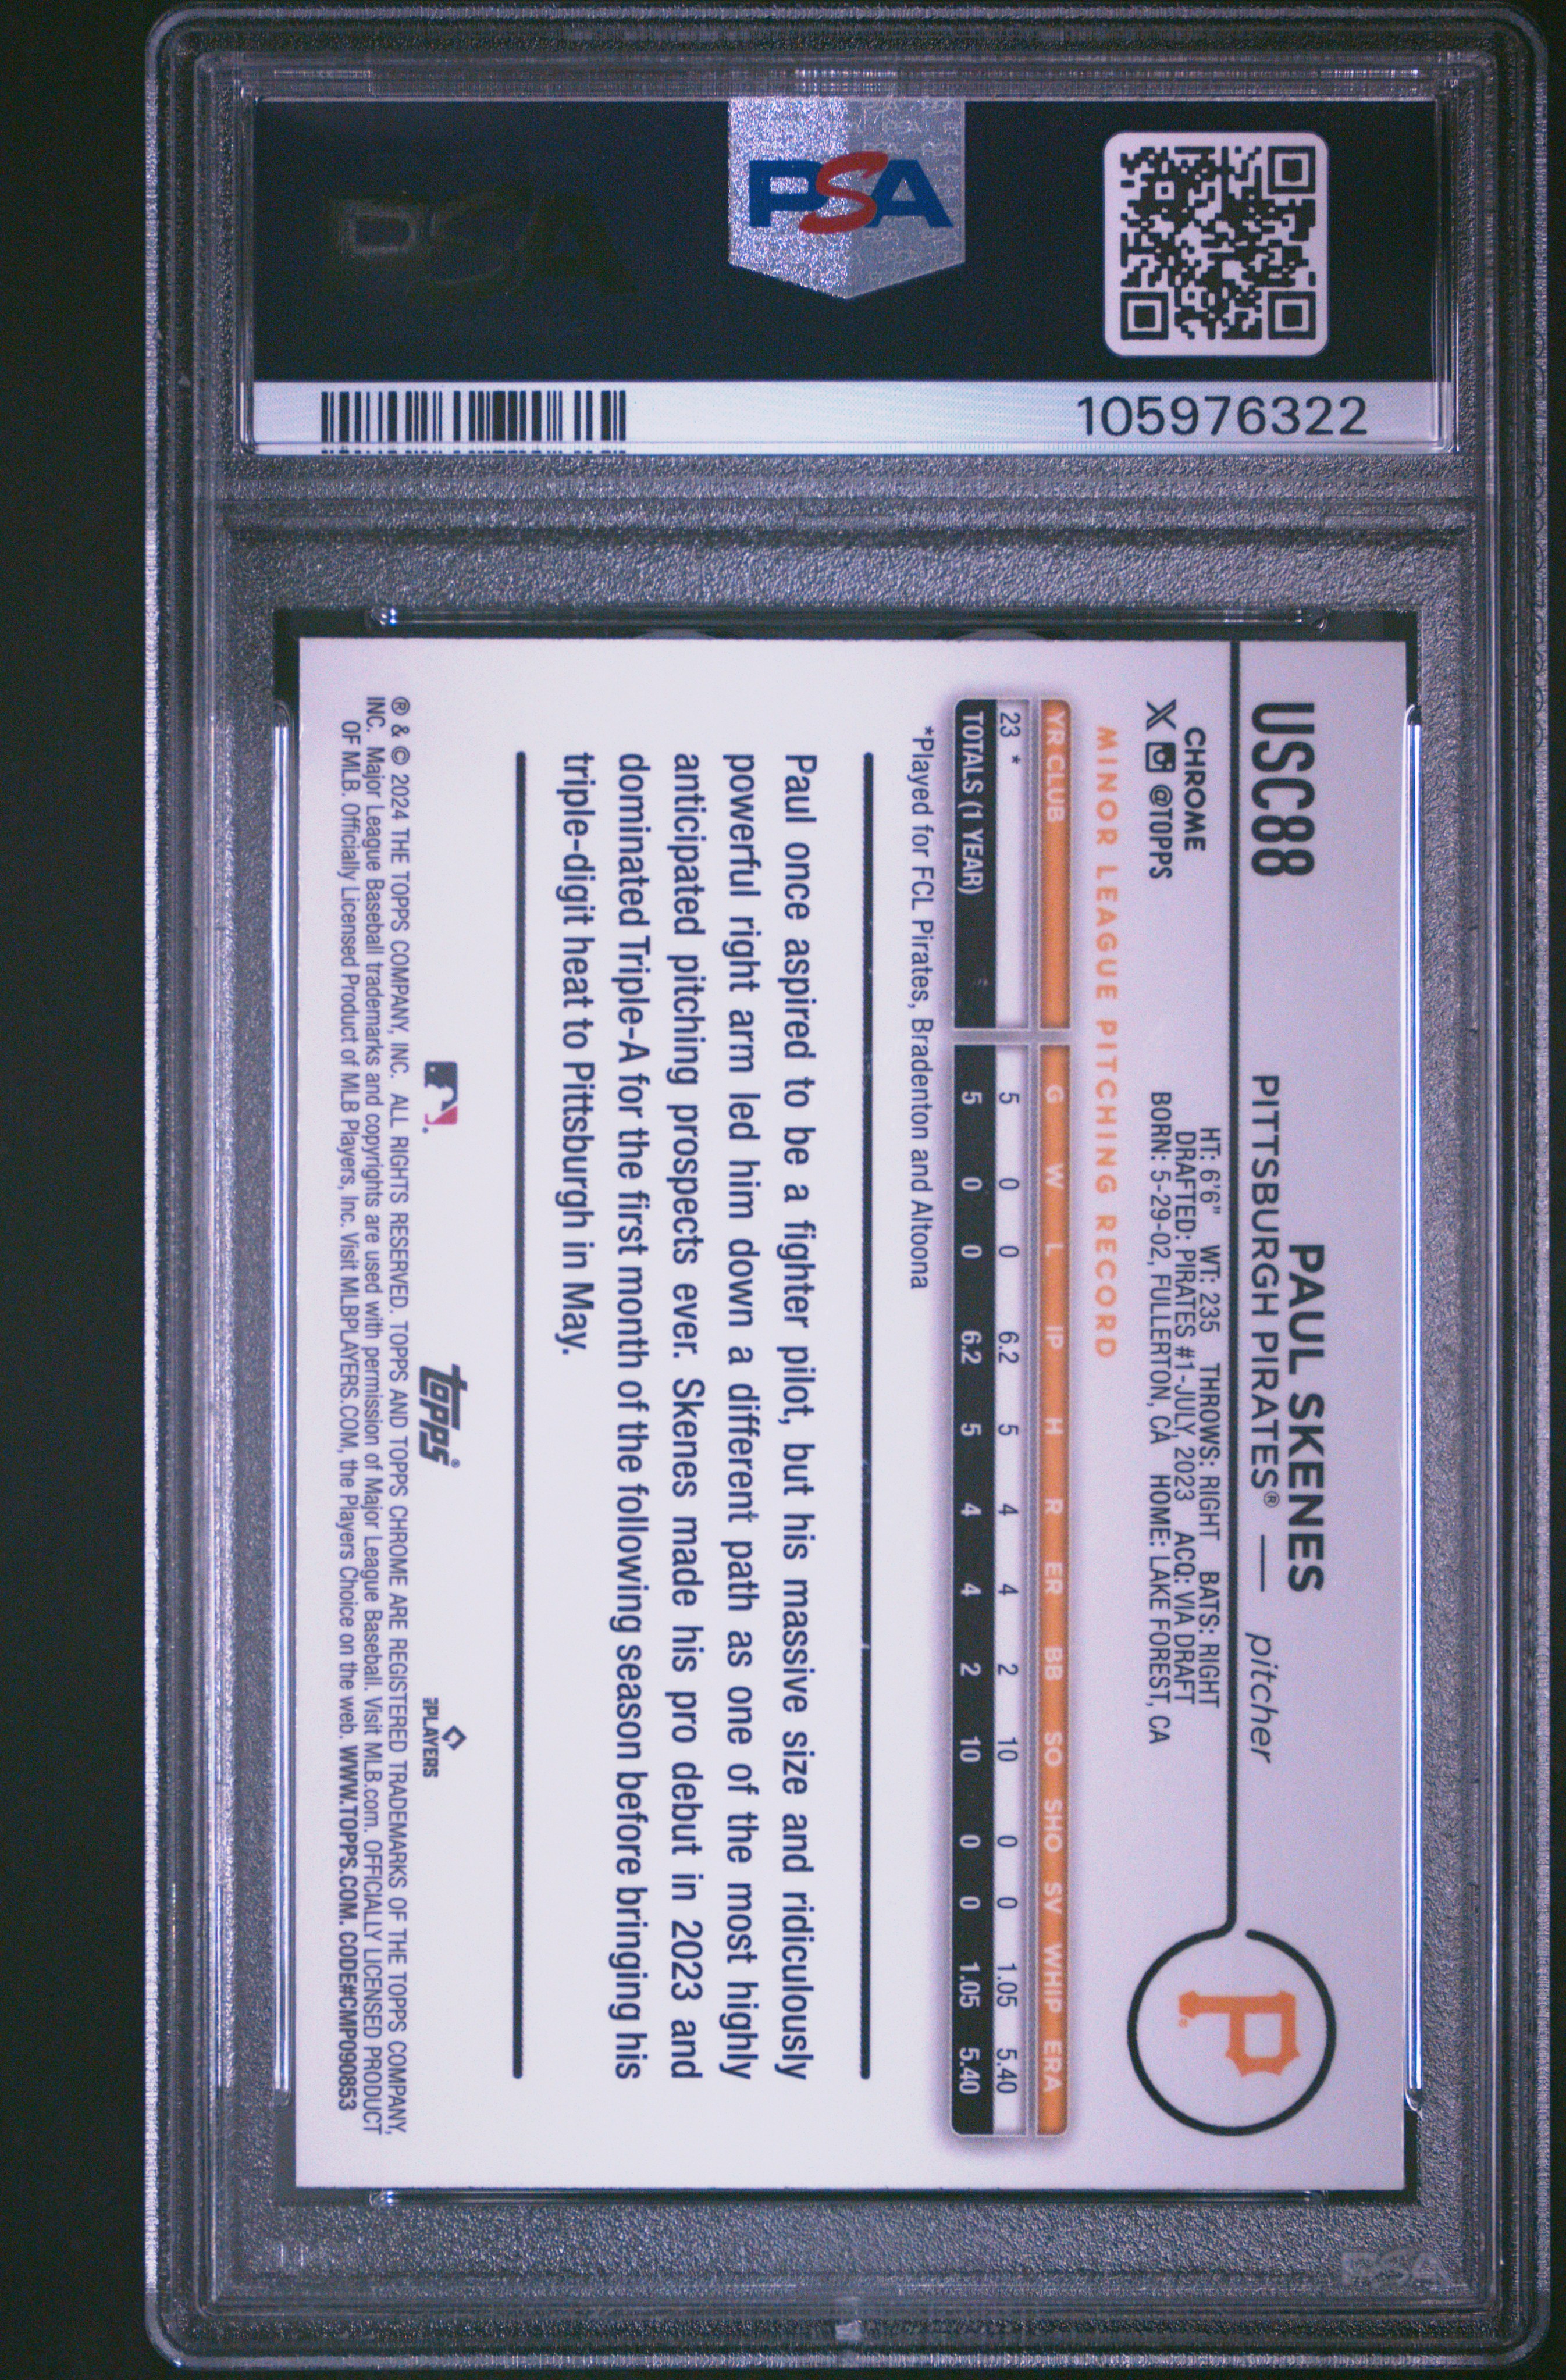 PSA
105976322
USC88
PAUL SKENES
PITTSBURGH PIRATES® — pitcher
CHROME
@TOPPS
HT: 6'6" WT: 235 THROWS: RIGHT BATS: RIGHT
DRAFTED: PIRATES #1-JULY, 2023 ACQ: VIA DRAFT
BORN: 5-29-02, FULLERTON, CA HOME: LAKE FOREST, CA
P®
MINOR LEAGUE PITCHING RECORD
YR CLUB G W L IP H R ER BB SO SHO SV WHIP ERA
23 * 5 0 0 6.2 5 4 4 2 10 0 0 1.05 5.40
TOTALS (1 YEAR) 5 0 0 6.2 5 4 4 2 10 0 0 1.05 5.40
*Played for FCL Pirates, Bradenton and Altoona
Paul once aspired to be a fighter pilot, but his massive size and ridiculously
powerful right arm led him down a different path as one of the most highly
anticipated pitching prospects ever. Skenes made his pro debut in 2023 and
dominated Triple-A for the first month of the following season before bringing his
triple-digit heat to Pittsburgh in May.
topps®
PLAYERS
® & © 2024 THE TOPPS COMPANY, INC. ALL RIGHTS RESERVED. TOPPS AND TOPPS CHROME ARE REGISTERED TRADEMARKS OF THE TOPPS COMPANY,
INC. Major League Baseball trademarks and copyrights are used with permission of Major League Baseball. Visit MLB.com. OFFICIALLY LICENSED PRODUCT
OF MLB. Officially Licensed Product of MLB Players, Inc. Visit MLBPLAYERS.COM, the Players Choice on the web. WWW.TOPPS.COM. CODE#CMP090853
PSA